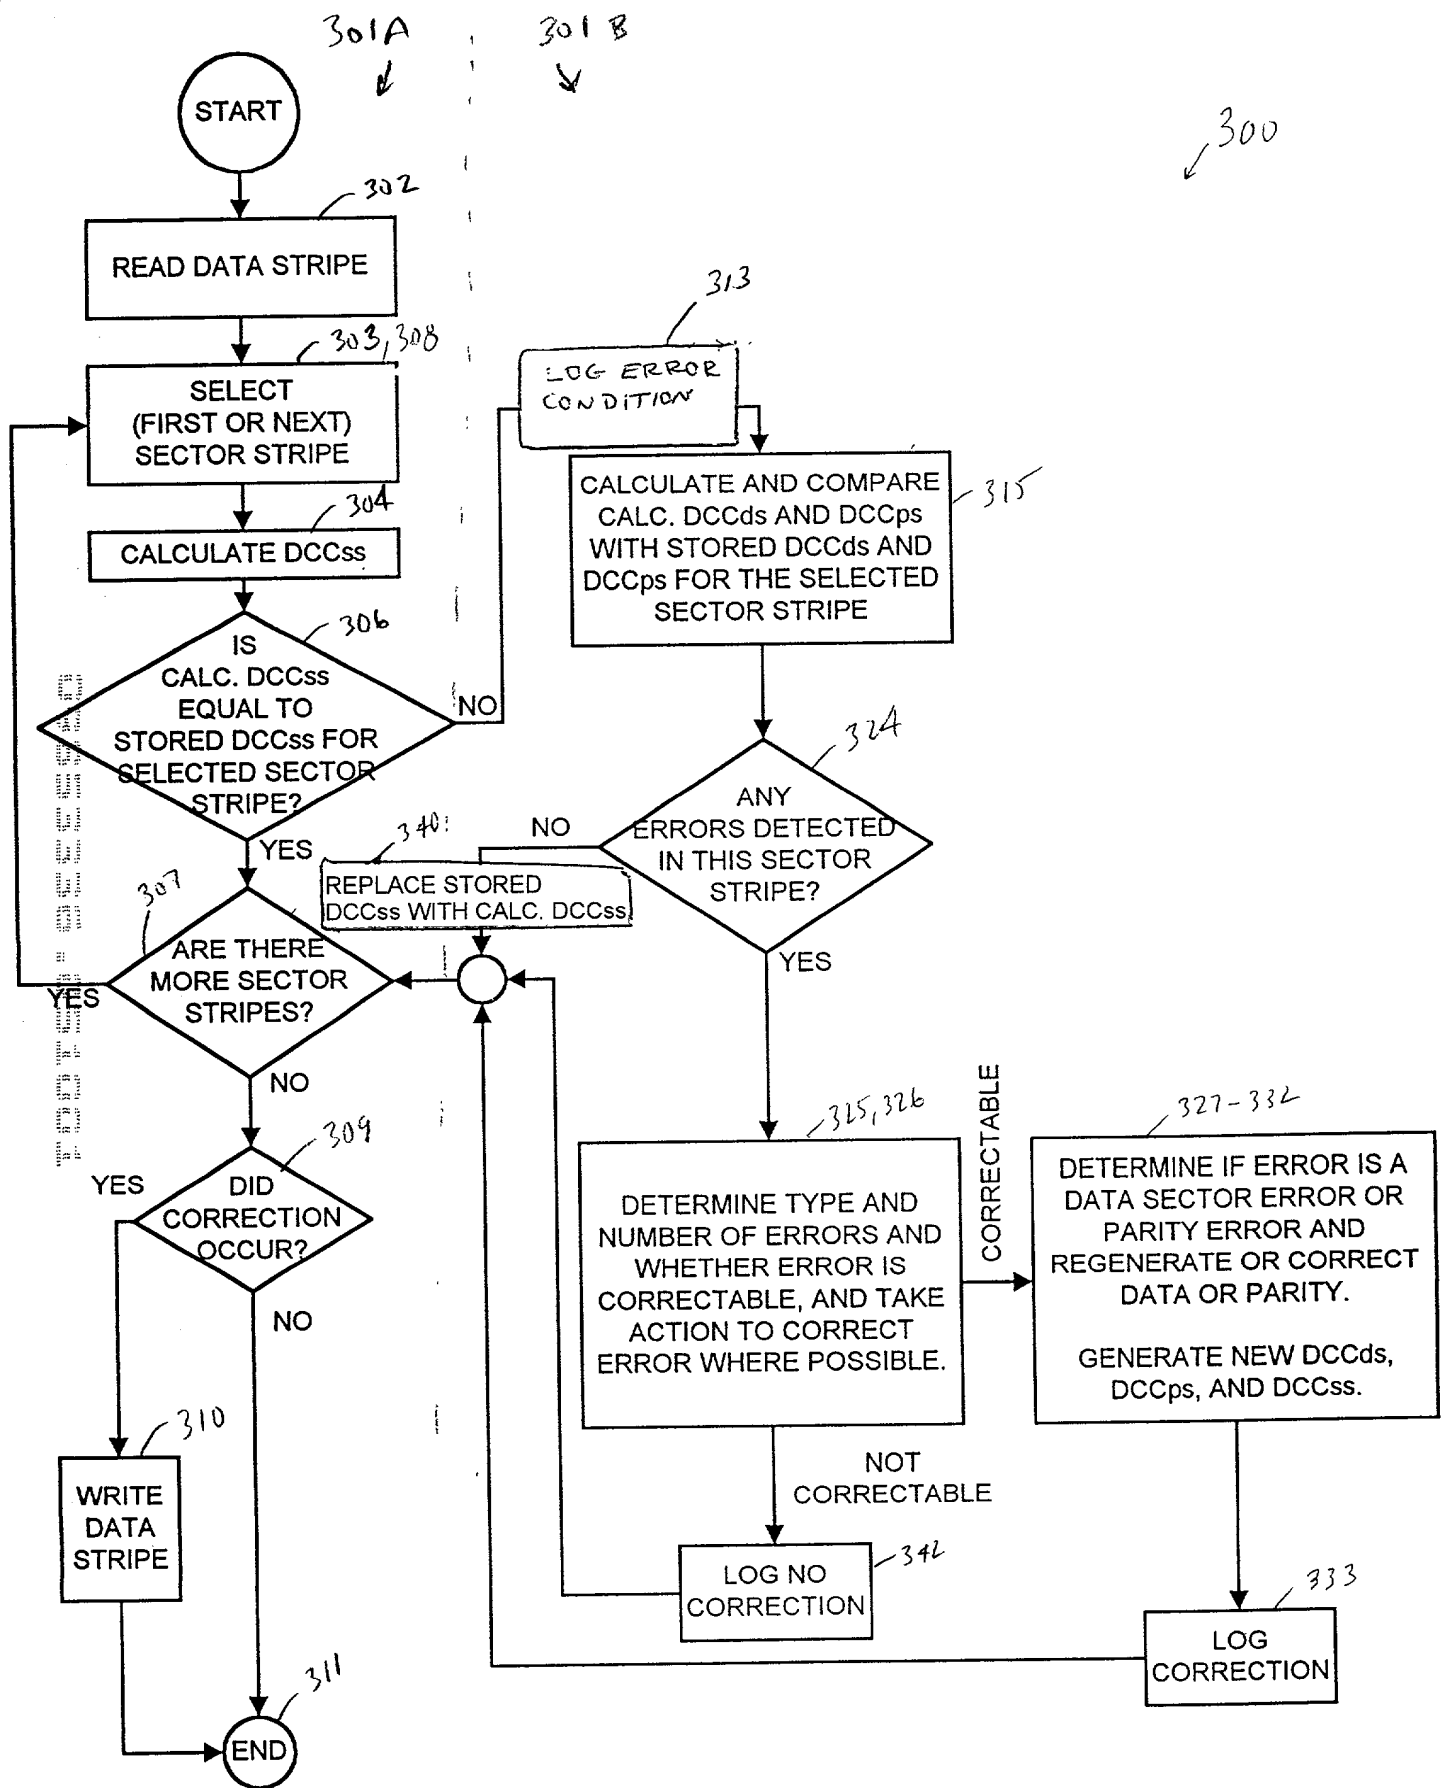 301A
301B
START
300
302
READ DATA STRIPE
313
303, 308
LOG ERROR
CONDITION
SELECT
(FIRST OR NEXT)
SECTOR STRIPE
CALCULATE AND COMPARE
CALC. DCCds AND DCCps
WITH STORED DCCds AND
DCCps FOR THE SELECTED
SECTOR STRIPE
315
304
CALCULATE DCCss
306
IS
CALC. DCCss
EQUAL TO
STORED DCCss FOR
SELECTED SECTOR
STRIPE?
NO
YES
324
ANY
ERRORS DETECTED
IN THIS SECTOR
STRIPE?
NO
YES
340
REPLACE STORED
DCCss WITH CALC. DCCss
307
ARE THERE
MORE SECTOR
STRIPES?
YES
NO
309
DID
CORRECTION
OCCUR?
YES
NO
325, 326
DETERMINE TYPE AND
NUMBER OF ERRORS AND
WHETHER ERROR IS
CORRECTABLE, AND TAKE
ACTION TO CORRECT
ERROR WHERE POSSIBLE.
CORRECTABLE
327-332
DETERMINE IF ERROR IS A
DATA SECTOR ERROR OR
PARITY ERROR AND
REGENERATE OR CORRECT
DATA OR PARITY.
GENERATE NEW DCCds,
DCCps, AND DCCss.
NOT
CORRECTABLE
310
WRITE
DATA
STRIPE
342
LOG NO
CORRECTION
333
LOG
CORRECTION
311
END